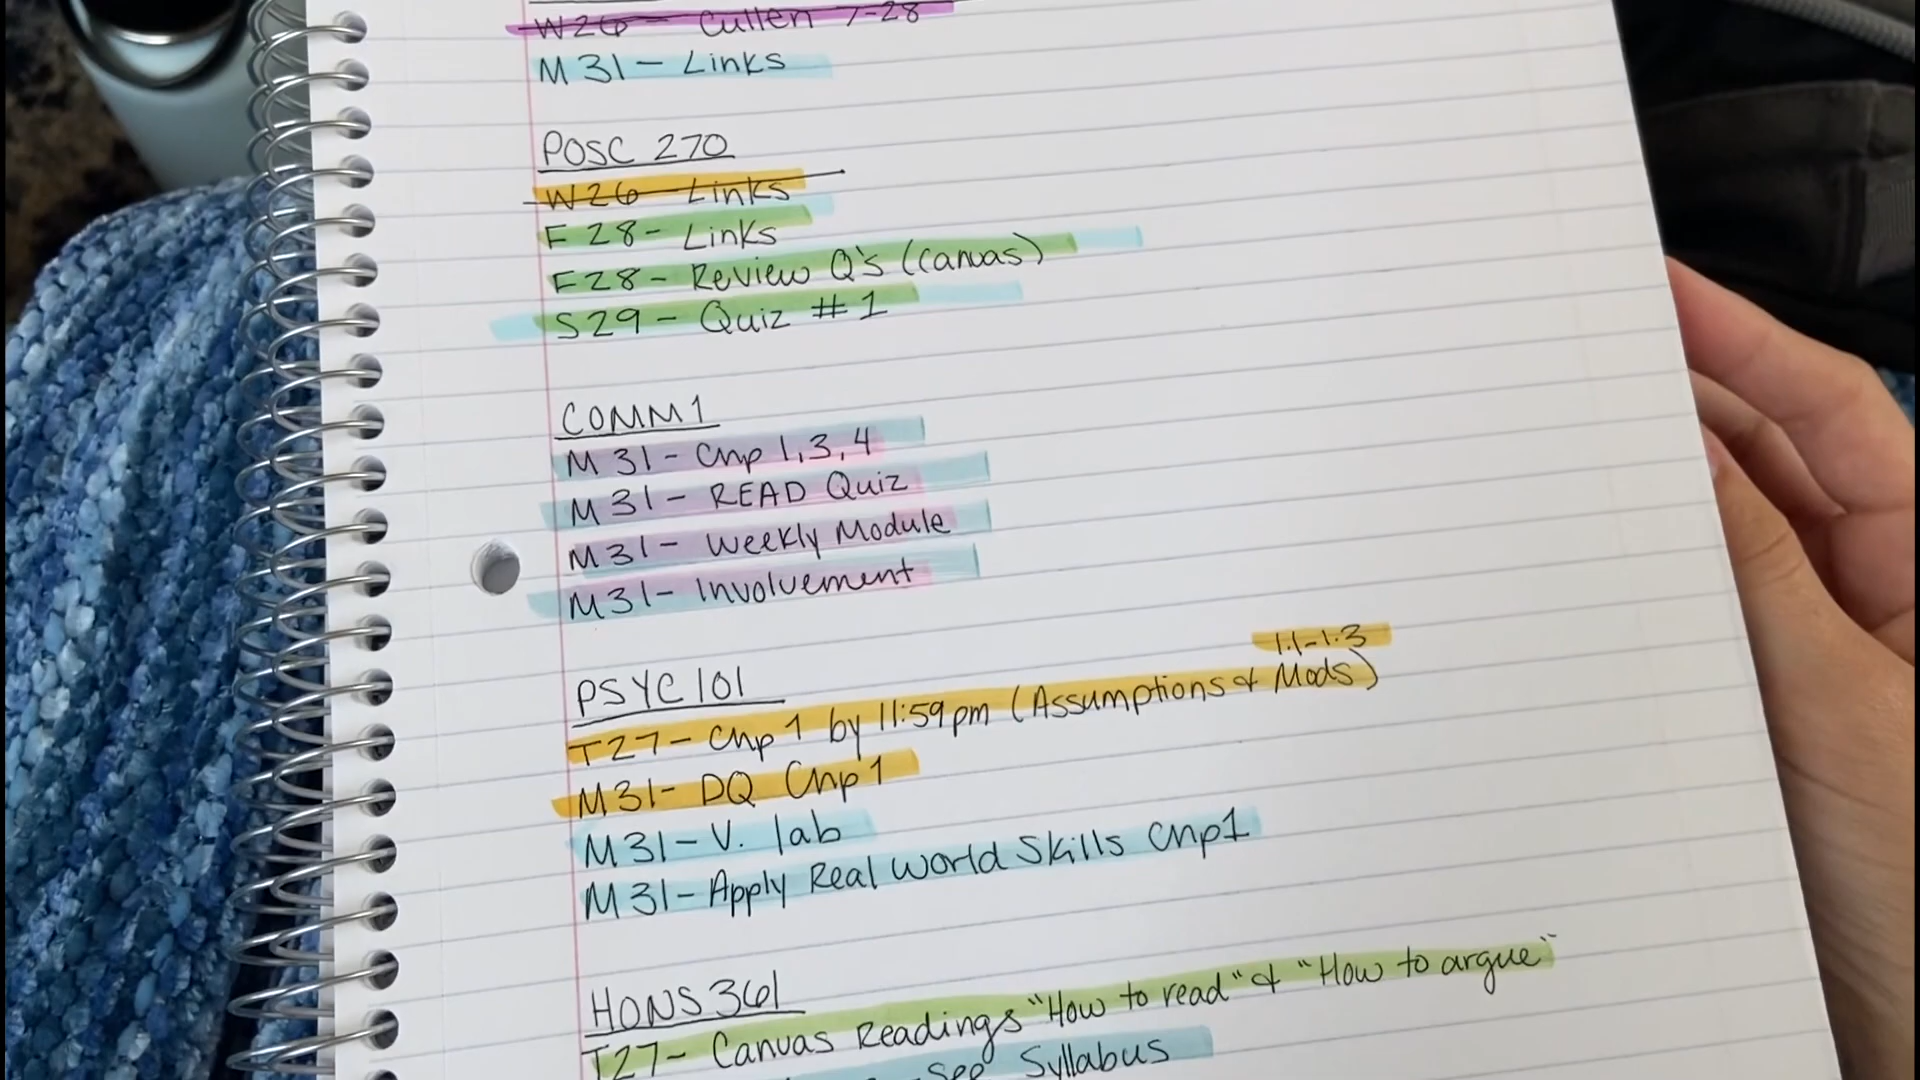 W26 - Cullen 7-28
M31 - Links
POSC 270
W26 - Links
F28 - Links
F28 - Review Q's (canvas)
S29 - Quiz #1
COMM1
M31 - Chp 1,3,4
M31 - READ Quiz
M31 - Weekly Module
M31 - Involvement
PSYC101
1.1-1.3
T27 - Chp 1 by 11:59pm (Assumptions & Mods)
M31 - DQ Chp1
M31 - V. lab
M31 - Apply Real World Skills Chp1
HONS361
T27 - Canvas Readings "How to read" & "How to argue"
- See Syllabus